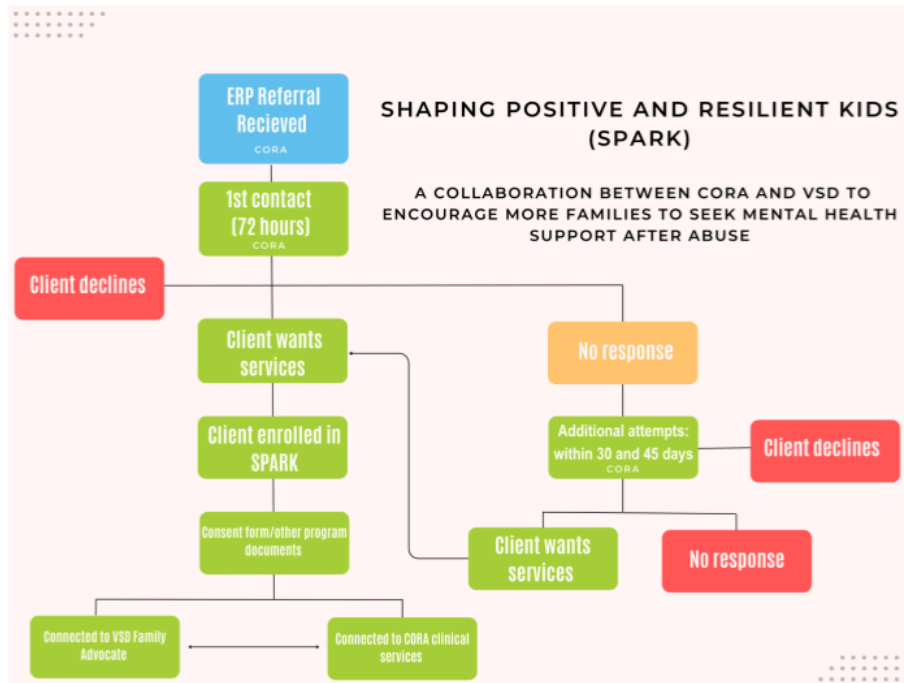 ERP Referral
Recieved
CORA
SHAPING POSITIVE AND RESILIENT KIDS
(SPARK)
A COLLABORATION BETWEEN CORA AND VSD TO
ENCOURAGE MORE FAMILIES TO SEEK MENTAL HEALTH
SUPPORT AFTER ABUSE
1st contact
(72 hours)
CORA
Client declines
Client wants
services
No response
Client enrolled in
SPARK
Additional attempts:
within 30 and 45 days
CORA
Client declines
Consent form/other program
documents
Client wants
services
No response
Connected to VSD Family
Advocate
Connected to CORA clinical
services